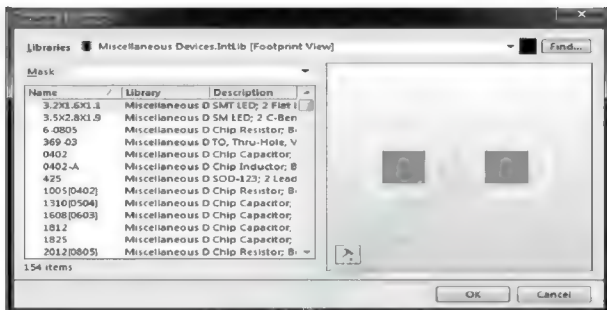 Libraries Miscellaneous Devices.IntLib [Footprint View] Find...
Mask
Name Library Description
3.2X1.6X1.1 Miscellaneous D SMT LED; 2 Flat
3.5X2.8X1.9 Miscellaneous D SM LED; 2 C-Ben
6-0805 Miscellaneous D Chip Resistor; B
369-03 Miscellaneous D TO, Thru-Hole, V
0402 Miscellaneous D Chip Capacitor;
0402-A Miscellaneous D Chip Inductor; B
425 Miscellaneous D SOD-123; 2 Lead
1005[0402] Miscellaneous D Chip Resistor; B
1310[0504] Miscellaneous D Chip Capacitor;
1608[0603] Miscellaneous D Chip Capacitor;
1812 Miscellaneous D Chip Capacitor;
1825 Miscellaneous D Chip Capacitor;
2012[0805] Miscellaneous D Chip Resistor; B
154 items
OK Cancel